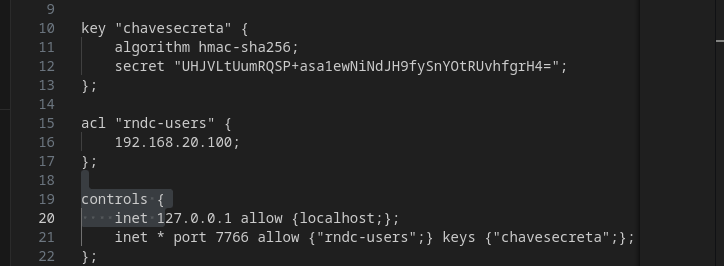 9
10 key "chavesecreta" {
11     algorithm hmac-sha256;
12     secret "UHJVLtUumRQSP+asa1ewNiNdJH9fySnYOtRUvhfgrH4=";
13 };
14
15 acl "rndc-users" {
16     192.168.20.100;
17 };
18
19 controls {
20     inet 127.0.0.1 allow {localhost;};
21     inet * port 7766 allow {"rndc-users";} keys {"chavesecreta";};
22 };